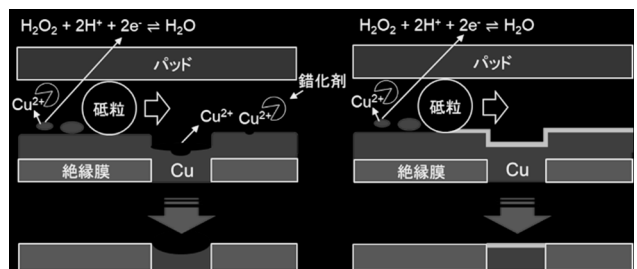 H₂O₂ + 2H⁺ + 2e⁻ ⇌ H₂O
パッド
錯化剤
Cu²⁺
砥粒
Cu²⁺
Cu²⁺
絶縁膜
Cu
H₂O₂ + 2H⁺ + 2e⁻ ⇌ H₂O
パッド
Cu²⁺
砥粒
絶縁膜
Cu